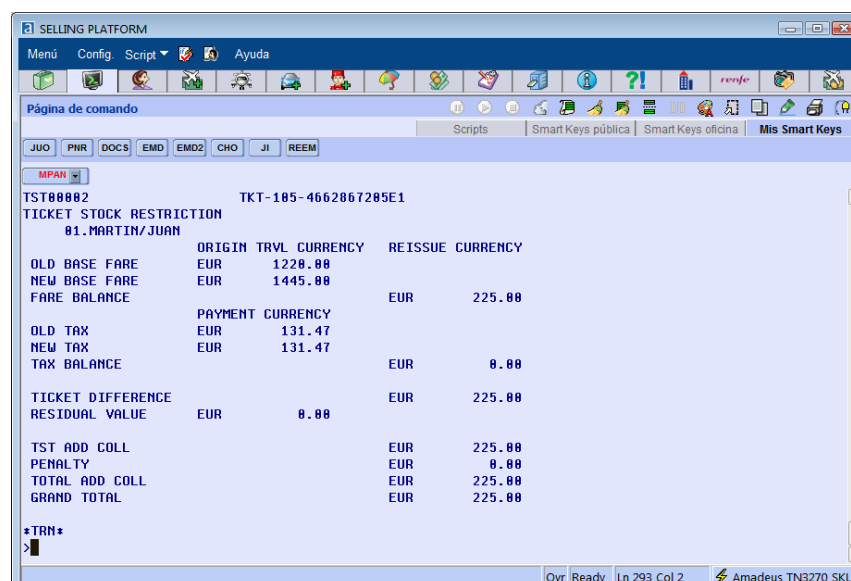 SELLING PLATFORM
Menú Config. Script Ayuda
?! renfe
Página de comando
Scripts Smart Keys pública Smart Keys oficina Mis Smart Keys
JUO PNR DOCS EMD EMD2 CHO JI REEM
MPAN
TST00002 TKT-105-4662867205E1
TICKET STOCK RESTRICTION
01.MARTIN/JUAN
ORIGIN TRVL CURRENCY REISSUE CURRENCY
OLD BASE FARE EUR 1220.00
NEW BASE FARE EUR 1445.00
FARE BALANCE EUR 225.00
PAYMENT CURRENCY
OLD TAX EUR 131.47
NEW TAX EUR 131.47
TAX BALANCE EUR 0.00
TICKET DIFFERENCE EUR 225.00
RESIDUAL VALUE EUR 0.00
TST ADD COLL EUR 225.00
PENALTY EUR 0.00
TOTAL ADD COLL EUR 225.00
GRAND TOTAL EUR 225.00
*TRN*
>
Ovr Ready Ln 293 Col 2 Amadeus TN3270 SKI